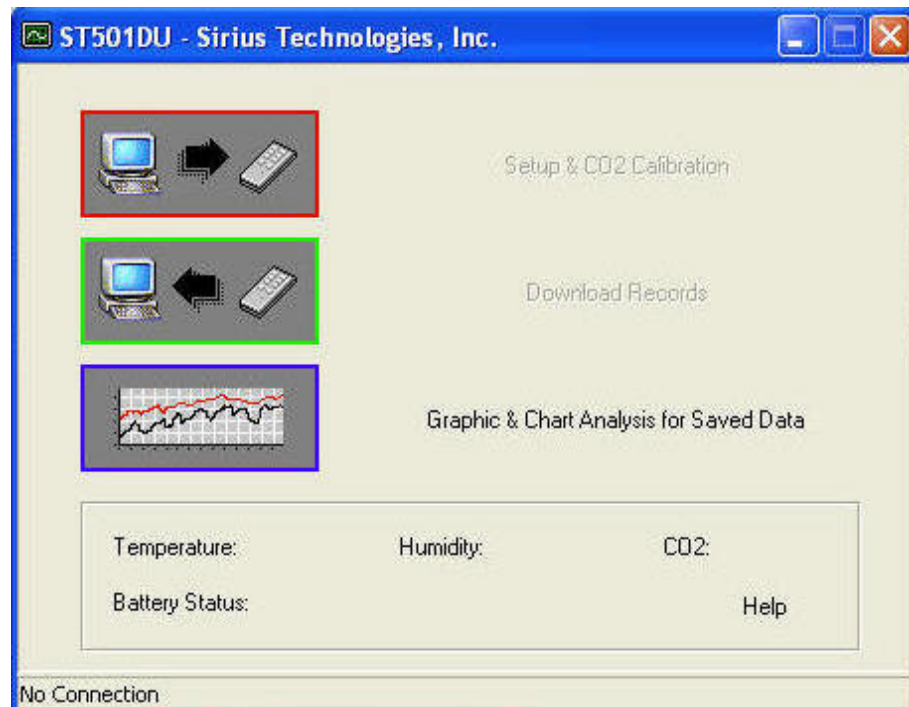 ST501DU - Sirius Technologies, Inc.
Setup & CO2 Calibration
Download Records
Graphic & Chart Analysis for Saved Data
Temperature: Humidity: CO2:
Battery Status: Help
No Connection